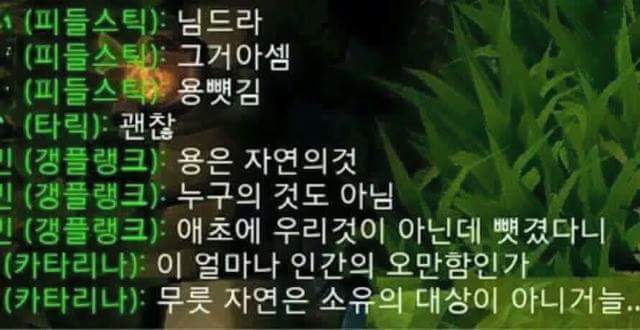 (피들스틱): 님드라
(피들스틱): 그거아셈
(피들스틱): 용뺏김
(타릭): 괜찮
민 (갱플랭크): 용은 자연의것
민 (갱플랭크): 누구의 것도 아님
민 (갱플랭크): 애초에 우리것이 아닌데 뺏겼다니
(카타리나): 이 얼마나 인간의 오만함인가
(카타리나): 무릇 자연은 소유의 대상이 아니거늘..